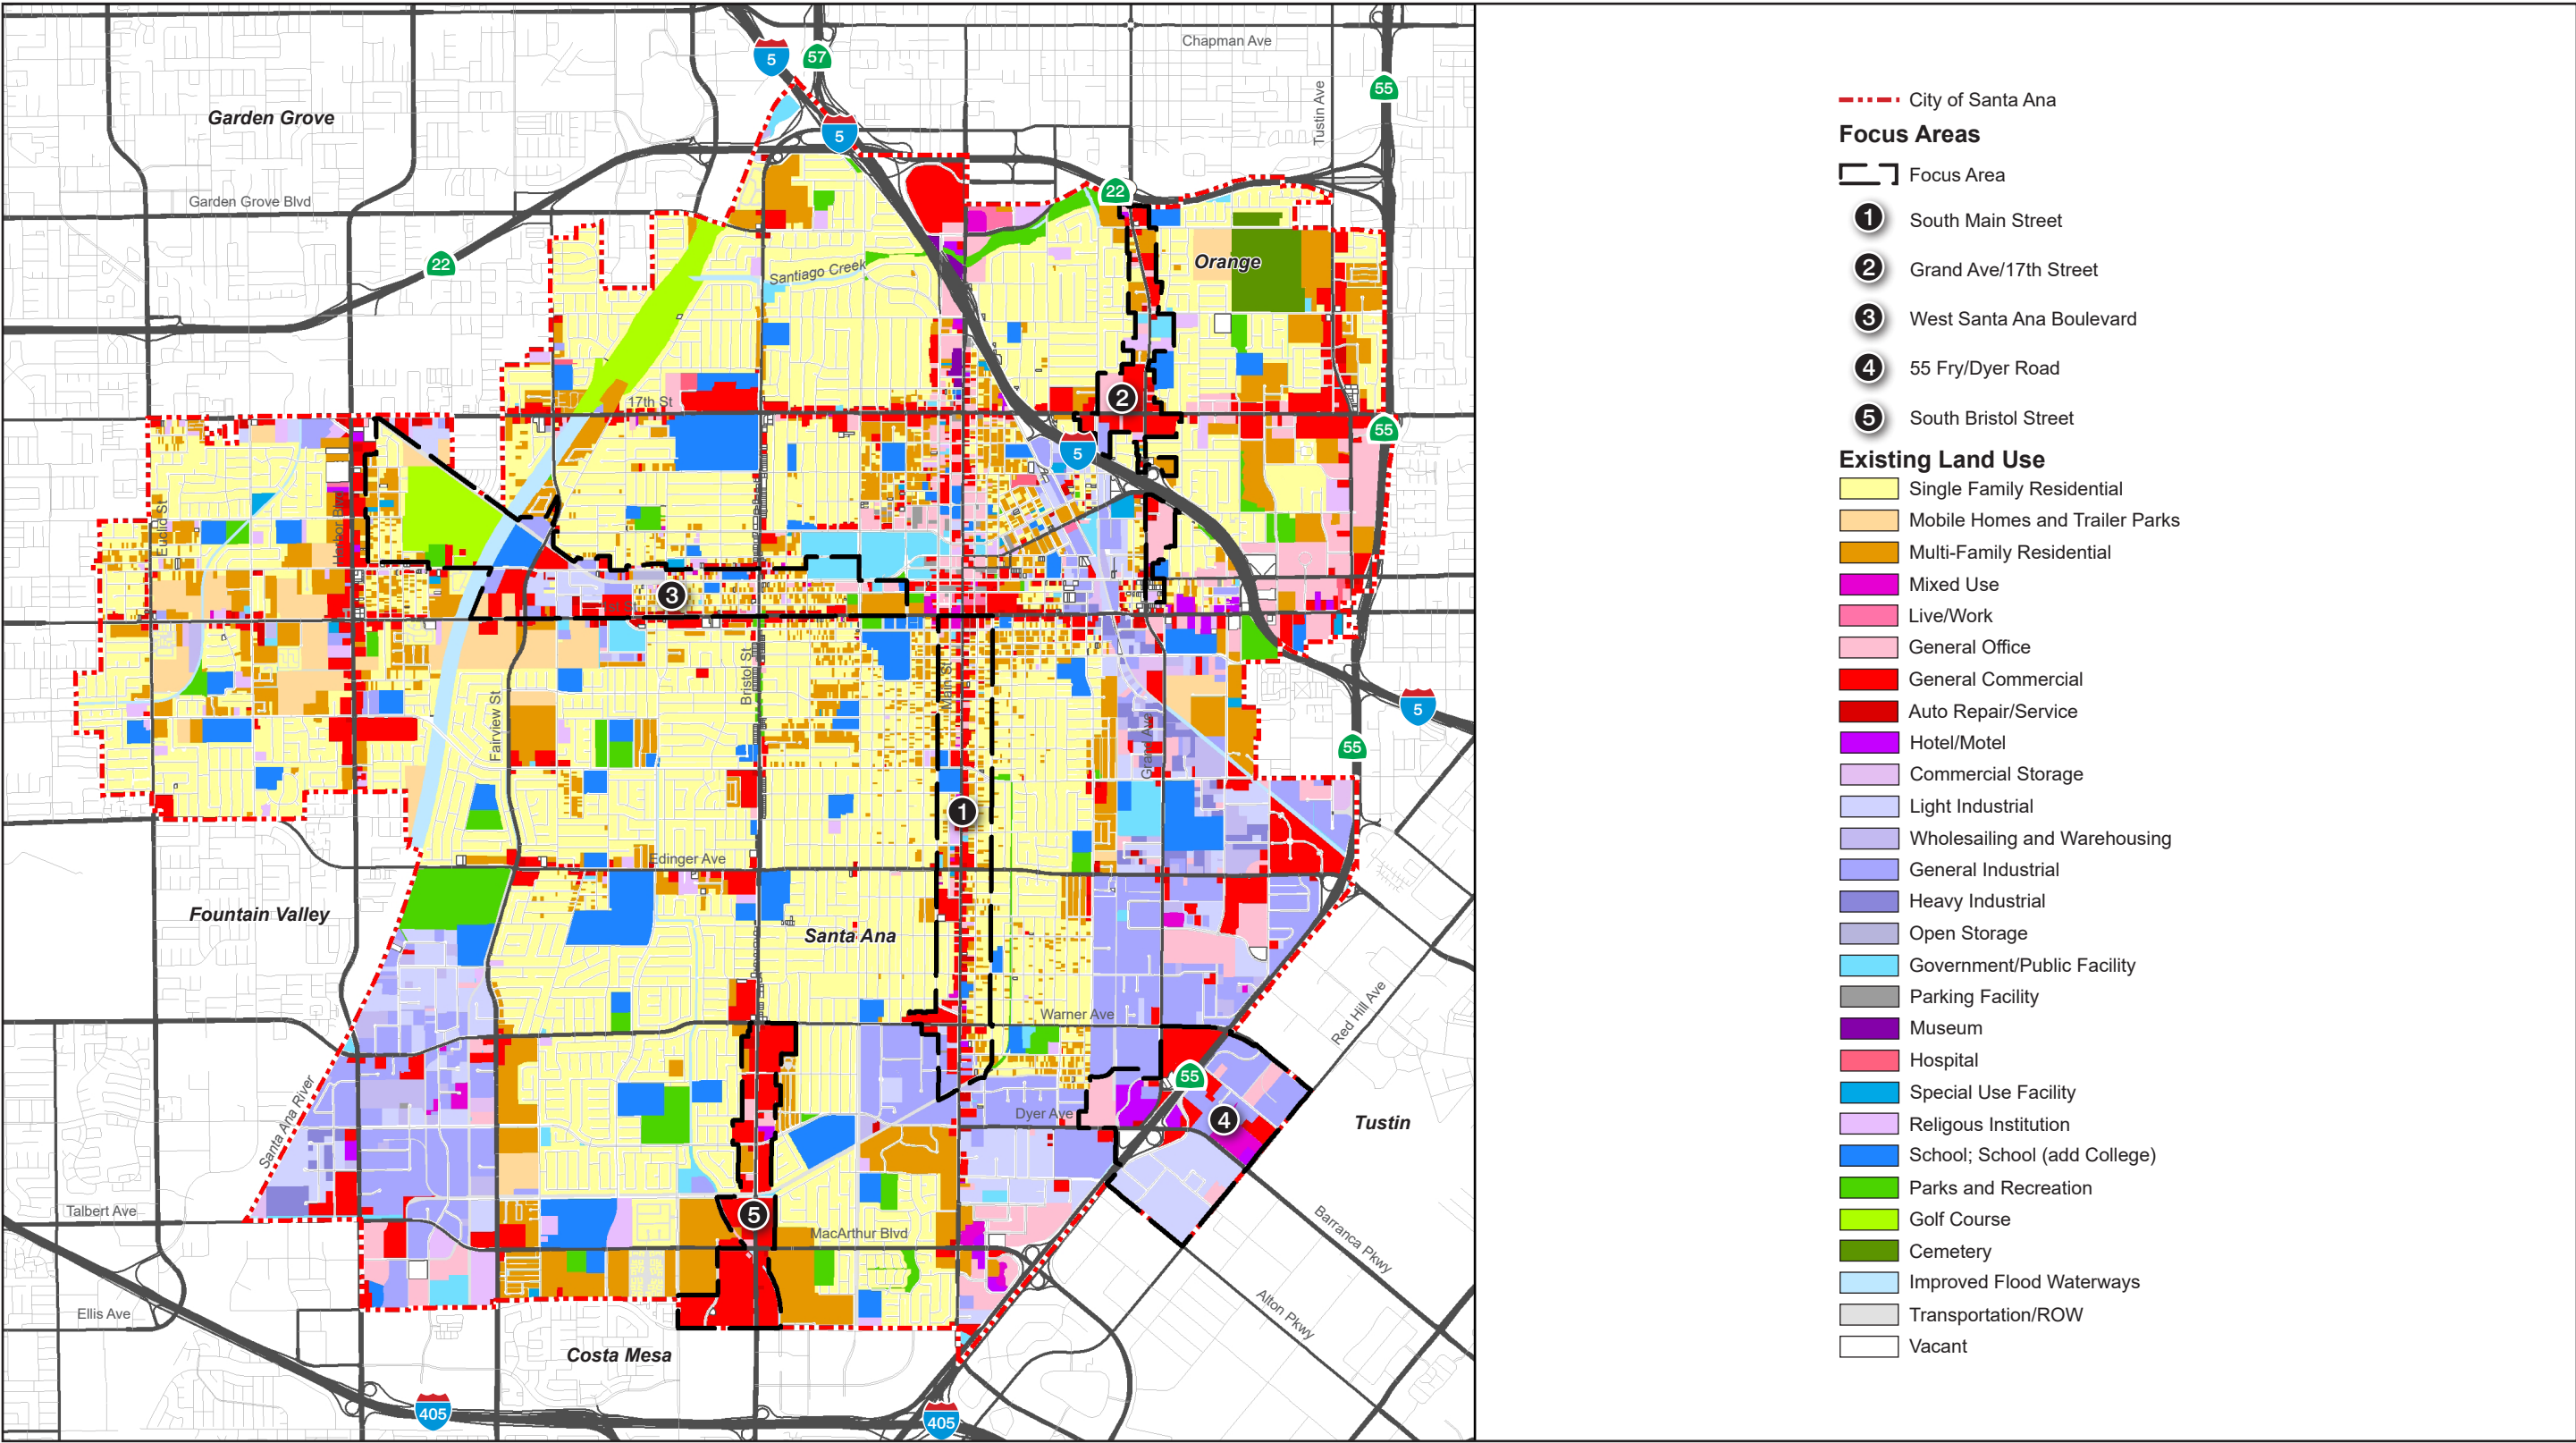 Chapman Ave
5
57
55
Tustin Ave
Garden Grove
5
Garden Grove Blvd
22
22
Orange
Santiago Creek
17th St
2
55
5
Euclid St
Harbor Blvd
3
1st St
Bristol St
Main St
Fairview St
Grand Ave
5
55
1
Edinger Ave
Fountain Valley
Santa Ana
Red Hill Ave
Warner Ave
55
Santa Ana River
Dyer Ave
4
Tustin
Talbert Ave
5
MacArthur Blvd
Barranca Pkwy
Ellis Ave
Alton Pkwy
Costa Mesa
405
405
City of Santa Ana
Focus Areas
Focus Area
1 South Main Street
2 Grand Ave/17th Street
3 West Santa Ana Boulevard
4 55 Fry/Dyer Road
5 South Bristol Street
Existing Land Use
Single Family Residential
Mobile Homes and Trailer Parks
Multi-Family Residential
Mixed Use
Live/Work
General Office
General Commercial
Auto Repair/Service
Hotel/Motel
Commercial Storage
Light Industrial
Wholesailing and Warehousing
General Industrial
Heavy Industrial
Open Storage
Government/Public Facility
Parking Facility
Museum
Hospital
Special Use Facility
Religous Institution
School; School (add College)
Parks and Recreation
Golf Course
Cemetery
Improved Flood Waterways
Transportation/ROW
Vacant